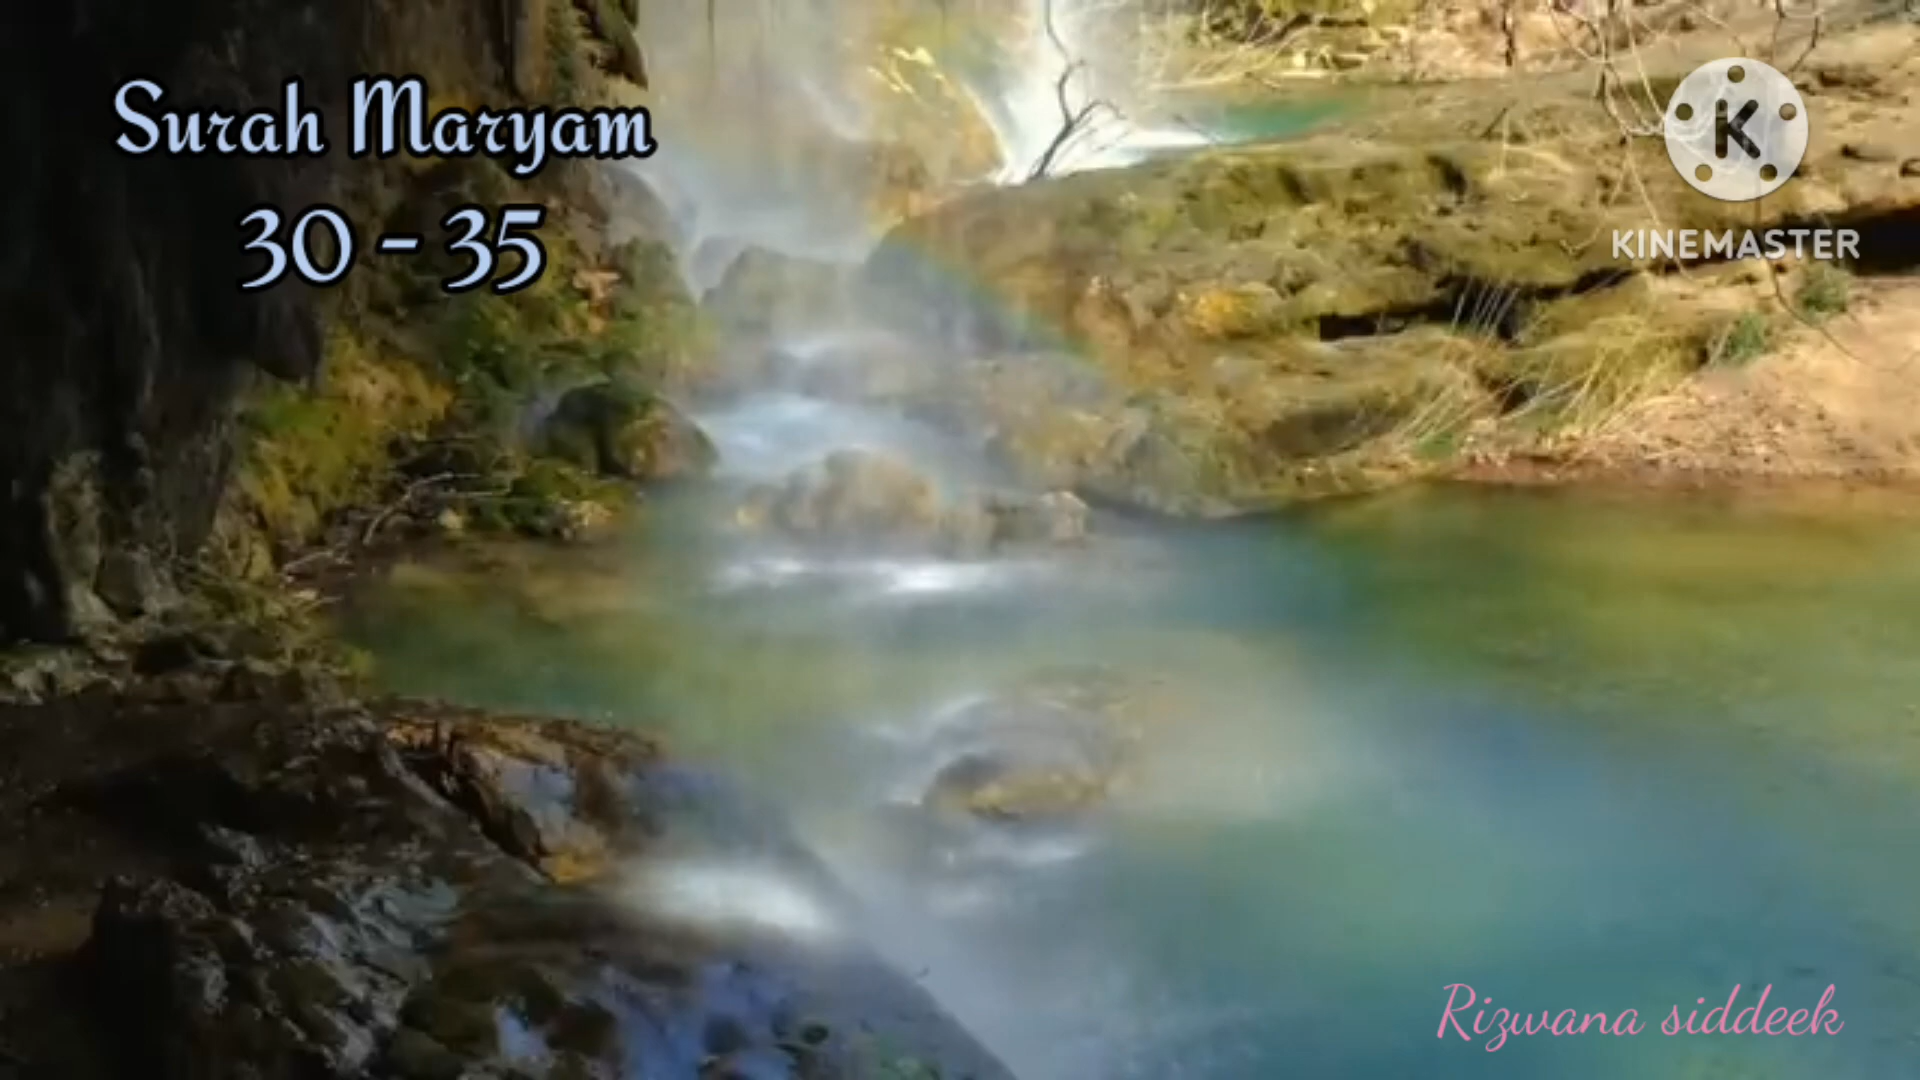 Surah Maryam
30 - 35
K
KINEMASTER
Rizwana siddeek